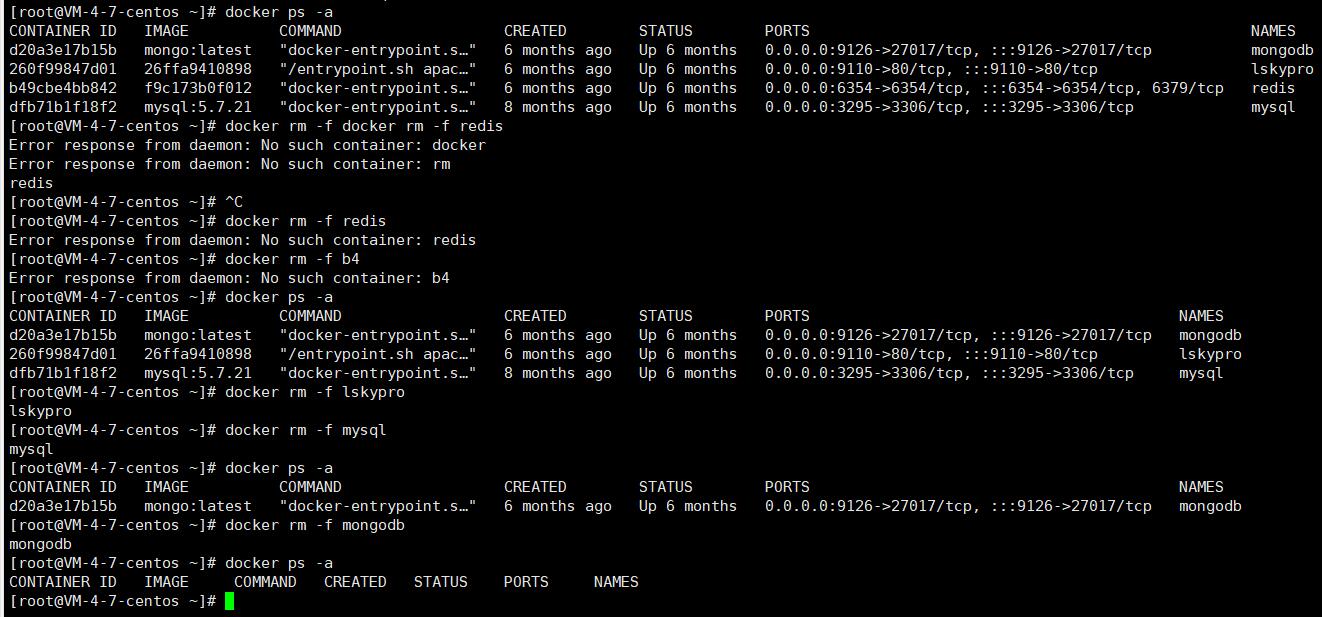 [root@VM-4-7-centos ~]# docker ps -a
CONTAINER ID   IMAGE          COMMAND                  CREATED        STATUS        PORTS                                                 NAMES
d20a3e17b15b   mongo:latest   "docker-entrypoint.s…"   6 months ago   Up 6 months   0.0.0.0:9126->27017/tcp, :::9126->27017/tcp           mongodb
260f99847d01   26ffa9410898   "/entrypoint.sh apac…"   6 months ago   Up 6 months   0.0.0.0:9110->80/tcp, :::9110->80/tcp                 lskypro
b49cbe4bb842   f9c173b0f012   "docker-entrypoint.s…"   6 months ago   Up 6 months   0.0.0.0:6354->6354/tcp, :::6354->6354/tcp, 6379/tcp   redis
dfb71b1f18f2   mysql:5.7.21   "docker-entrypoint.s…"   8 months ago   Up 6 months   0.0.0.0:3295->3306/tcp, :::3295->3306/tcp             mysql
[root@VM-4-7-centos ~]# docker rm -f docker rm -f redis
Error response from daemon: No such container: docker
Error response from daemon: No such container: rm
redis
[root@VM-4-7-centos ~]# ^C
[root@VM-4-7-centos ~]# docker rm -f redis
Error response from daemon: No such container: redis
[root@VM-4-7-centos ~]# docker rm -f b4
Error response from daemon: No such container: b4
[root@VM-4-7-centos ~]# docker ps -a
CONTAINER ID   IMAGE          COMMAND                  CREATED        STATUS        PORTS                                         NAMES
d20a3e17b15b   mongo:latest   "docker-entrypoint.s…"   6 months ago   Up 6 months   0.0.0.0:9126->27017/tcp, :::9126->27017/tcp   mongodb
260f99847d01   26ffa9410898   "/entrypoint.sh apac…"   6 months ago   Up 6 months   0.0.0.0:9110->80/tcp, :::9110->80/tcp         lskypro
dfb71b1f18f2   mysql:5.7.21   "docker-entrypoint.s…"   8 months ago   Up 6 months   0.0.0.0:3295->3306/tcp, :::3295->3306/tcp     mysql
[root@VM-4-7-centos ~]# docker rm -f lskypro
lskypro
[root@VM-4-7-centos ~]# docker rm -f mysql
mysql
[root@VM-4-7-centos ~]# docker ps -a
CONTAINER ID   IMAGE          COMMAND                  CREATED        STATUS        PORTS                                         NAMES
d20a3e17b15b   mongo:latest   "docker-entrypoint.s…"   6 months ago   Up 6 months   0.0.0.0:9126->27017/tcp, :::9126->27017/tcp   mongodb
[root@VM-4-7-centos ~]# docker rm -f mongodb
mongodb
[root@VM-4-7-centos ~]# docker ps -a
CONTAINER ID   IMAGE     COMMAND   CREATED   STATUS    PORTS     NAMES
[root@VM-4-7-centos ~]#